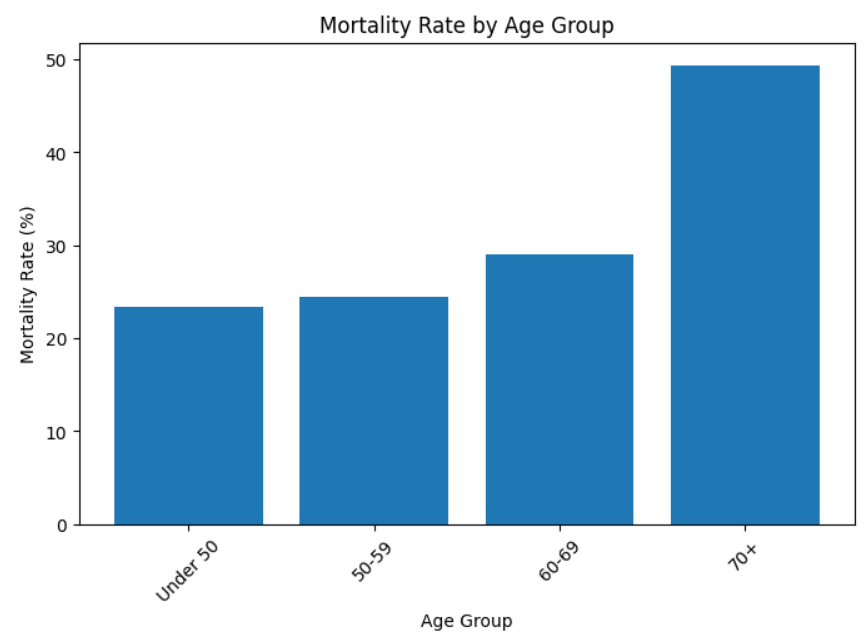 Mortality Rate by Age Group
Mortality Rate (%)
50
40
30
20
10
0
Under 50
50-59
60-69
70+
Age Group